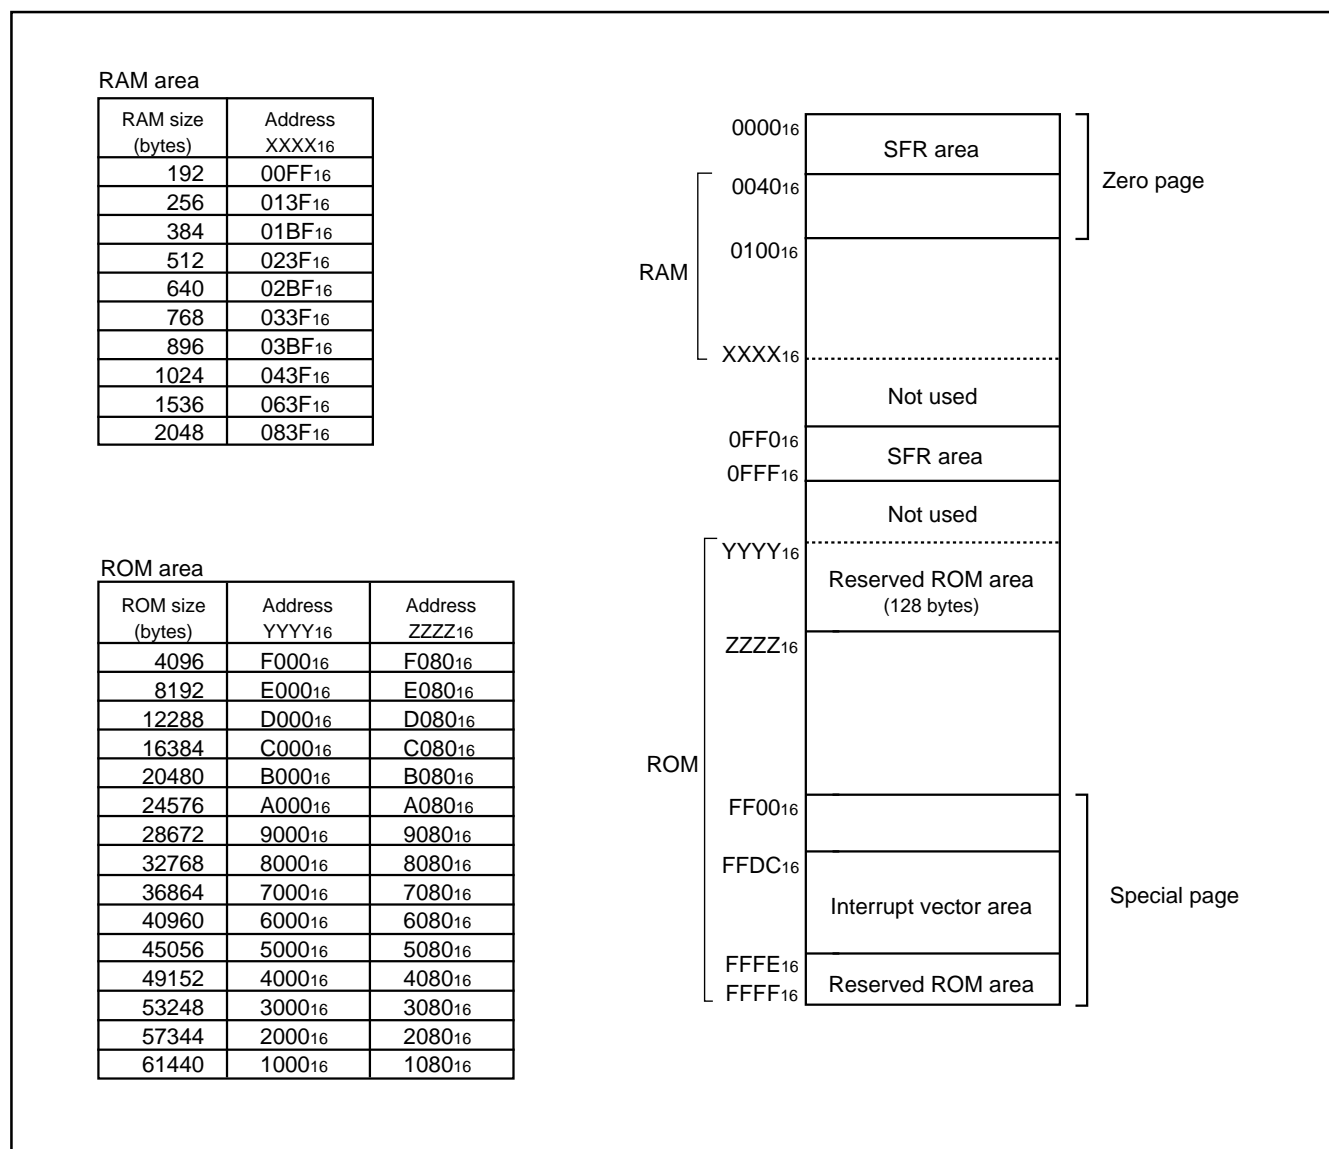 RAM area
RAM size (bytes) Address XXXX16
192 00FF16
256 013F16
384 01BF16
512 023F16
640 02BF16
768 033F16
896 03BF16
1024 043F16
1536 063F16
2048 083F16
ROM area
ROM size (bytes) Address YYYY16 Address ZZZZ16
4096 F00016 F08016
8192 E00016 E08016
12288 D00016 D08016
16384 C00016 C08016
20480 B00016 B08016
24576 A00016 A08016
28672 900016 908016
32768 800016 808016
36864 700016 708016
40960 600016 608016
45056 500016 508016
49152 400016 408016
53248 300016 308016
57344 200016 208016
61440 100016 108016
000016
SFR area
Zero page
004016
010016
RAM
XXXX16
Not used
0FF016
SFR area
0FFF16
Not used
YYYY16
Reserved ROM area
(128 bytes)
ZZZZ16
ROM
FF0016
FFDC16
Interrupt vector area
Special page
FFFE16
Reserved ROM area
FFFF16